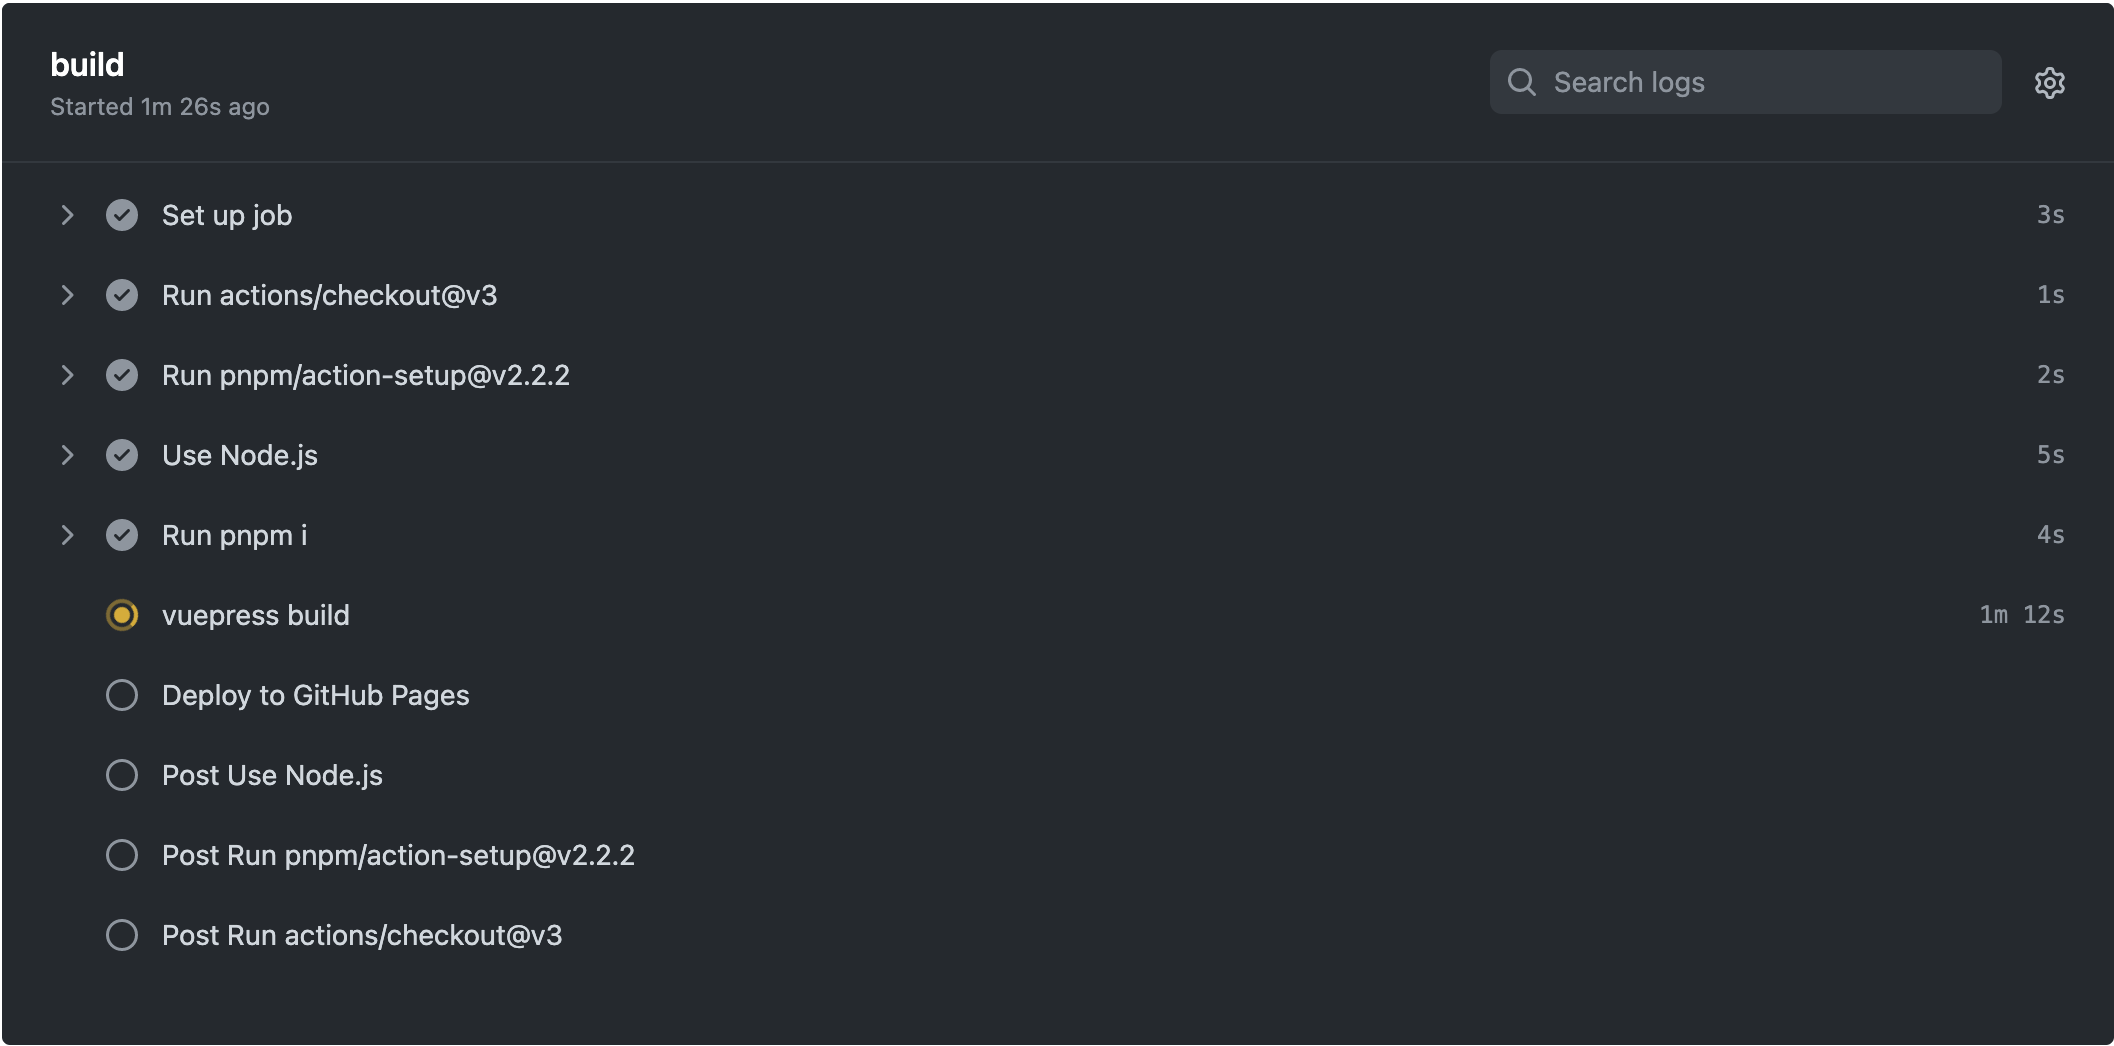 build
Started 1m 26s ago
Search logs
Set up job 3s
Run actions/checkout@v3 1s
Run pnpm/action-setup@v2.2.2 2s
Use Node.js 5s
Run pnpm i 4s
vuepress build 1m 12s
Deploy to GitHub Pages
Post Use Node.js
Post Run pnpm/action-setup@v2.2.2
Post Run actions/checkout@v3